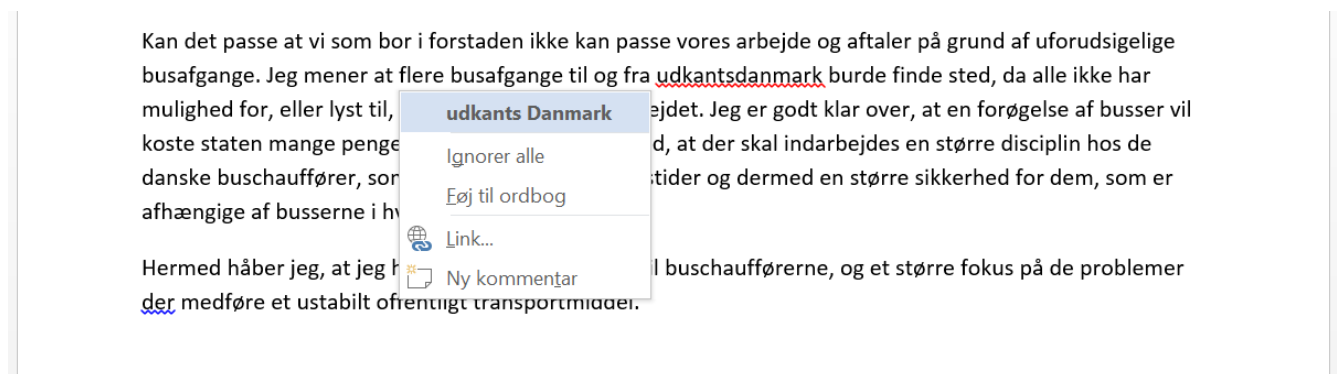 Kan det passe at vi som bor i forstaden ikke kan passe vores arbejde og aftaler på grund af uforudsigelige
busafgange. Jeg mener at flere busafgange til og fra udkantsdanmark burde finde sted, da alle ikke har
mulighed for, eller lyst til, ejdet. Jeg er godt klar over, at en forøgelse af busser vil
koste staten mange penge d, at der skal indarbejdes en større disciplin hos de
danske buschauffører, som tider og dermed en større sikkerhed for dem, som er
afhængige af busserne i hv
Hermed håber jeg, at jeg h il buschaufførerne, og et større fokus på de problemer
der medføre et ustabilt offentligt transportmiddel.
udkants Danmark
Ignorer alle
Føj til ordbog
Link...
Ny kommentar